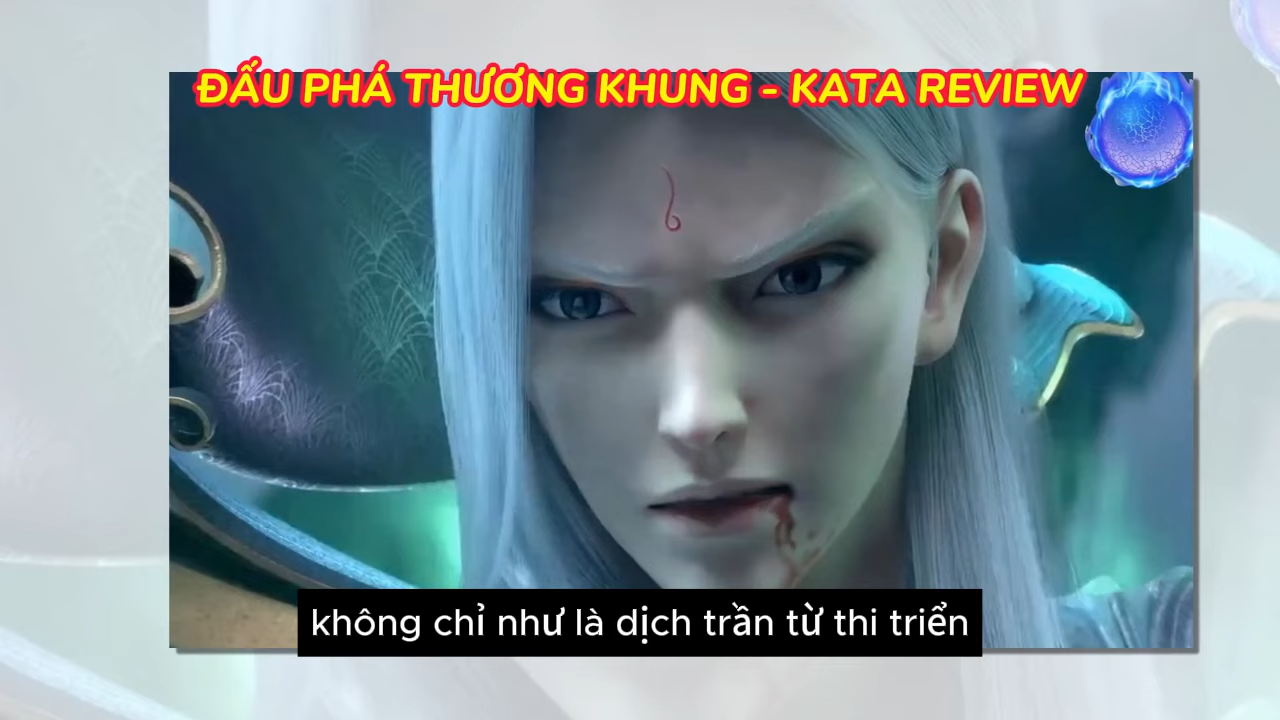 ĐẤU PHÁ THƯƠNG KHUNG - KATA REVIEW
không chỉ như là dịch trần từ thi triển